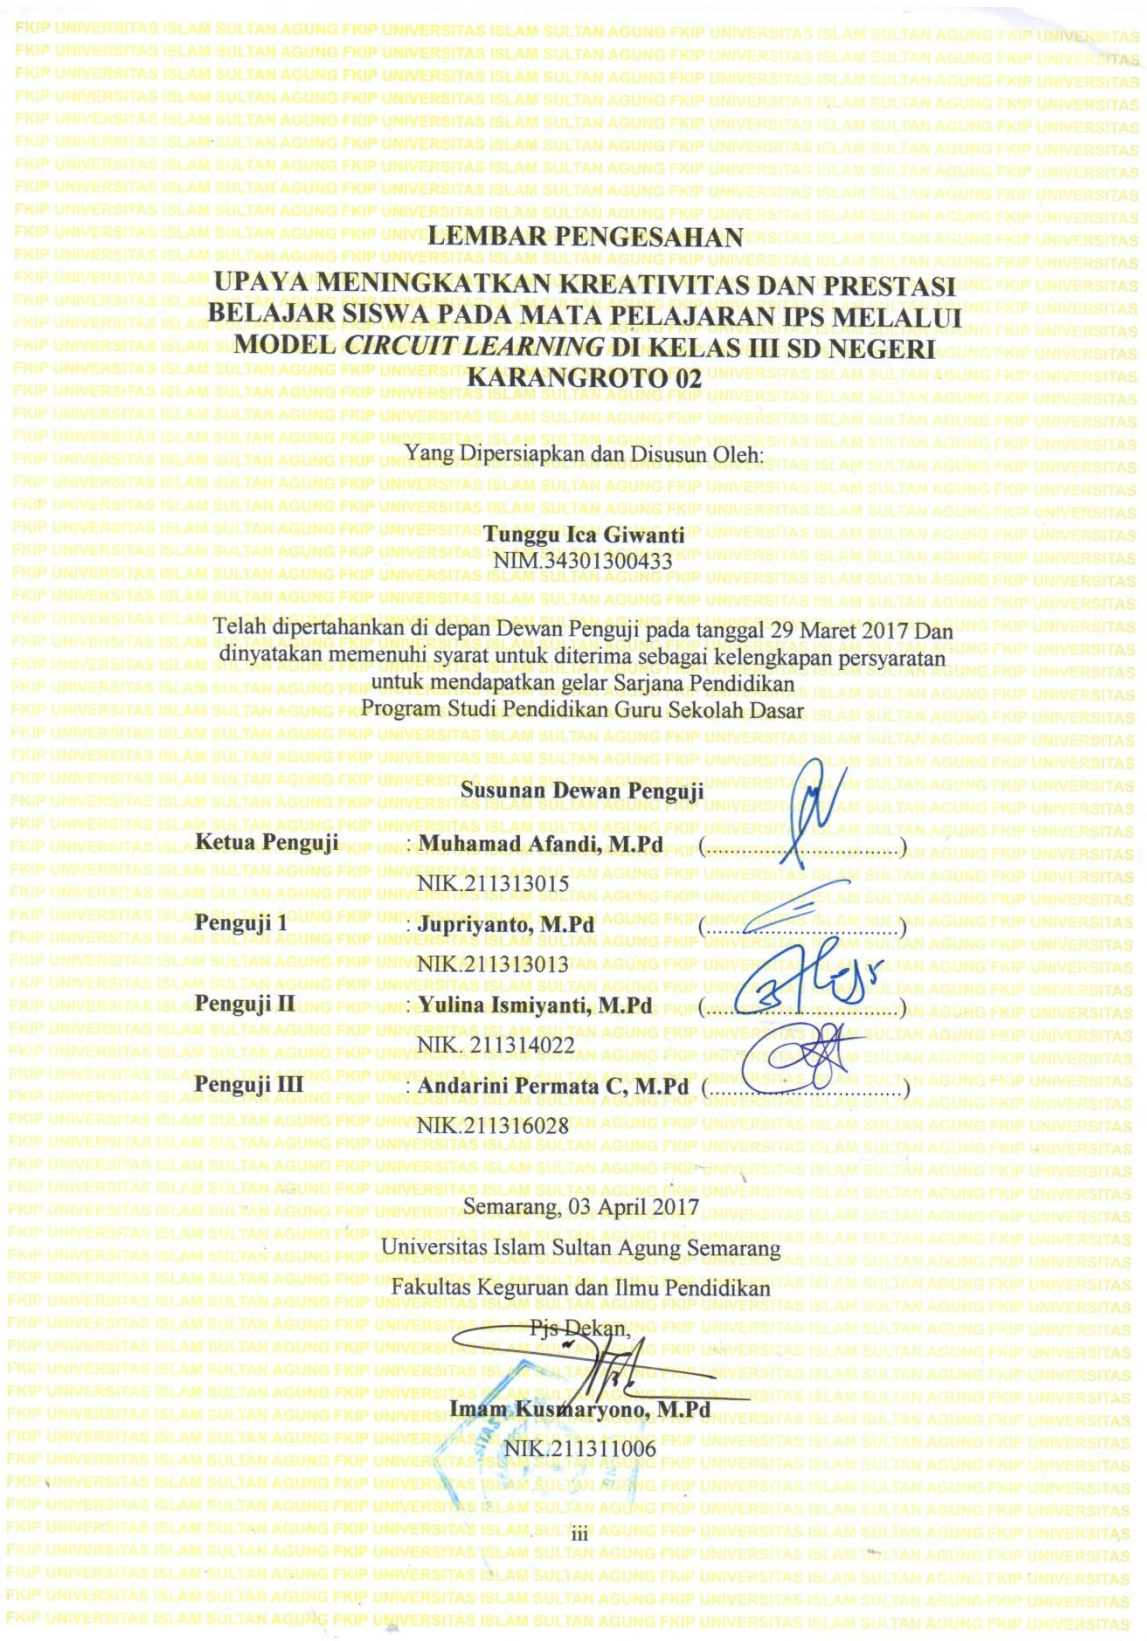 LEMBAR PENGESAHAN
UPAYA MENINGKATKAN KREATIVITAS DAN PRESTASI
BELAJAR SISWA PADA MATA PELAJARAN IPS MELALUI
MODEL CIRCUIT LEARNING DI KELAS III SD NEGERI
KARANGROTO 02
Yang Dipersiapkan dan Disusun Oleh:
Tunggu Ica Giwanti
NIM.34301300433
Telah dipertahankan di depan Dewan Penguji pada tanggal 29 Maret 2017 Dan
dinyatakan memenuhi syarat untuk diterima sebagai kelengkapan persyaratan
untuk mendapatkan gelar Sarjana Pendidikan
Program Studi Pendidikan Guru Sekolah Dasar
Susunan Dewan Penguji
Ketua Penguji : Muhamad Afandi, M.Pd (................................)
NIK.211313015
Penguji 1 : Jupriyanto, M.Pd (................................)
NIK.211313013
Penguji II : Yulina Ismiyanti, M.Pd (................................)
NIK. 211314022
Penguji III : Andarini Permata C, M.Pd (................................)
NIK.211316028
Semarang, 03 April 2017
Universitas Islam Sultan Agung Semarang
Fakultas Keguruan dan Ilmu Pendidikan
Pjs Dekan,
Imam Kusmaryono, M.Pd
NIK.211311006
iii